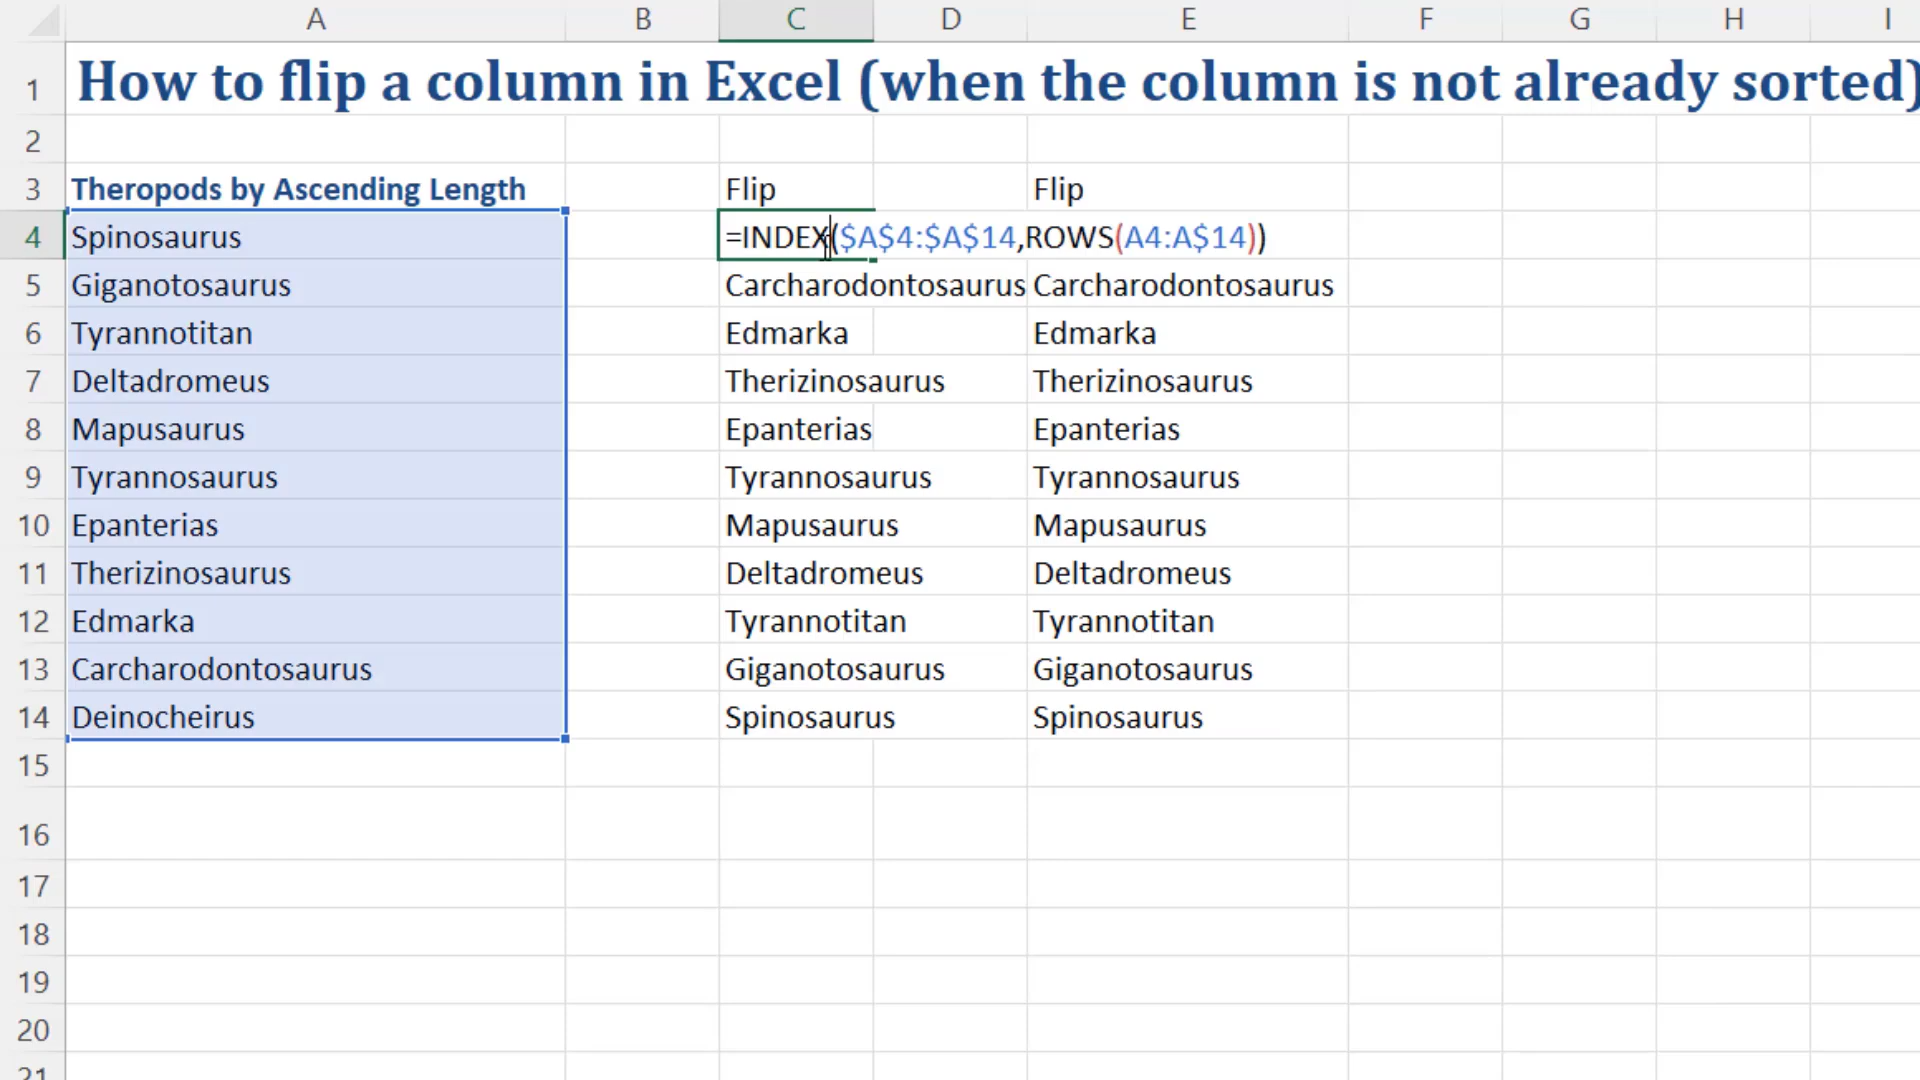 A B C D E F G H I
1 How to flip a column in Excel (when the column is not already sorted)
2
3 Theropods by Ascending Length Flip Flip
4 Spinosaurus =INDEX($A$4:$A$14,ROWS(A4:A$14))
5 Giganotosaurus Carcharodontosaurus Carcharodontosaurus
6 Tyrannotitan Edmarka Edmarka
7 Deltadromeus Therizinosaurus Therizinosaurus
8 Mapusaurus Epanterias Epanterias
9 Tyrannosaurus Tyrannosaurus Tyrannosaurus
10 Epanterias Mapusaurus Mapusaurus
11 Therizinosaurus Deltadromeus Deltadromeus
12 Edmarka Tyrannotitan Tyrannotitan
13 Carcharodontosaurus Giganotosaurus Giganotosaurus
14 Deinocheirus Spinosaurus Spinosaurus
15
16
17
18
19
20
21